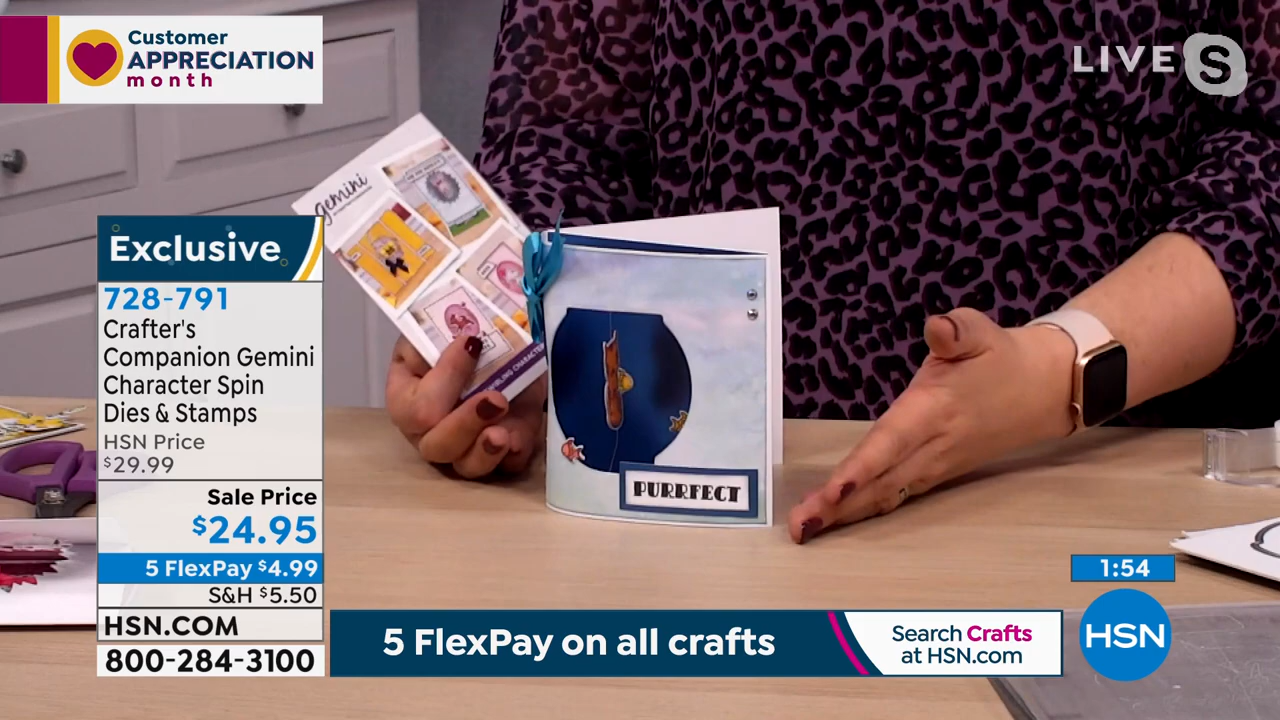 Customer
APPRECIATION
month
LIVE S
gemini
Exclusive
728-791
Crafter's
Companion Gemini
Character Spin
Dies & Stamps
HSN Price
$29.99
Sale Price
$24.95
5 FlexPay $4.99
S&H $5.50
HSN.COM
800-284-3100
PURRFECT
1:54
5 FlexPay on all crafts
Search Crafts
at HSN.com
HSN